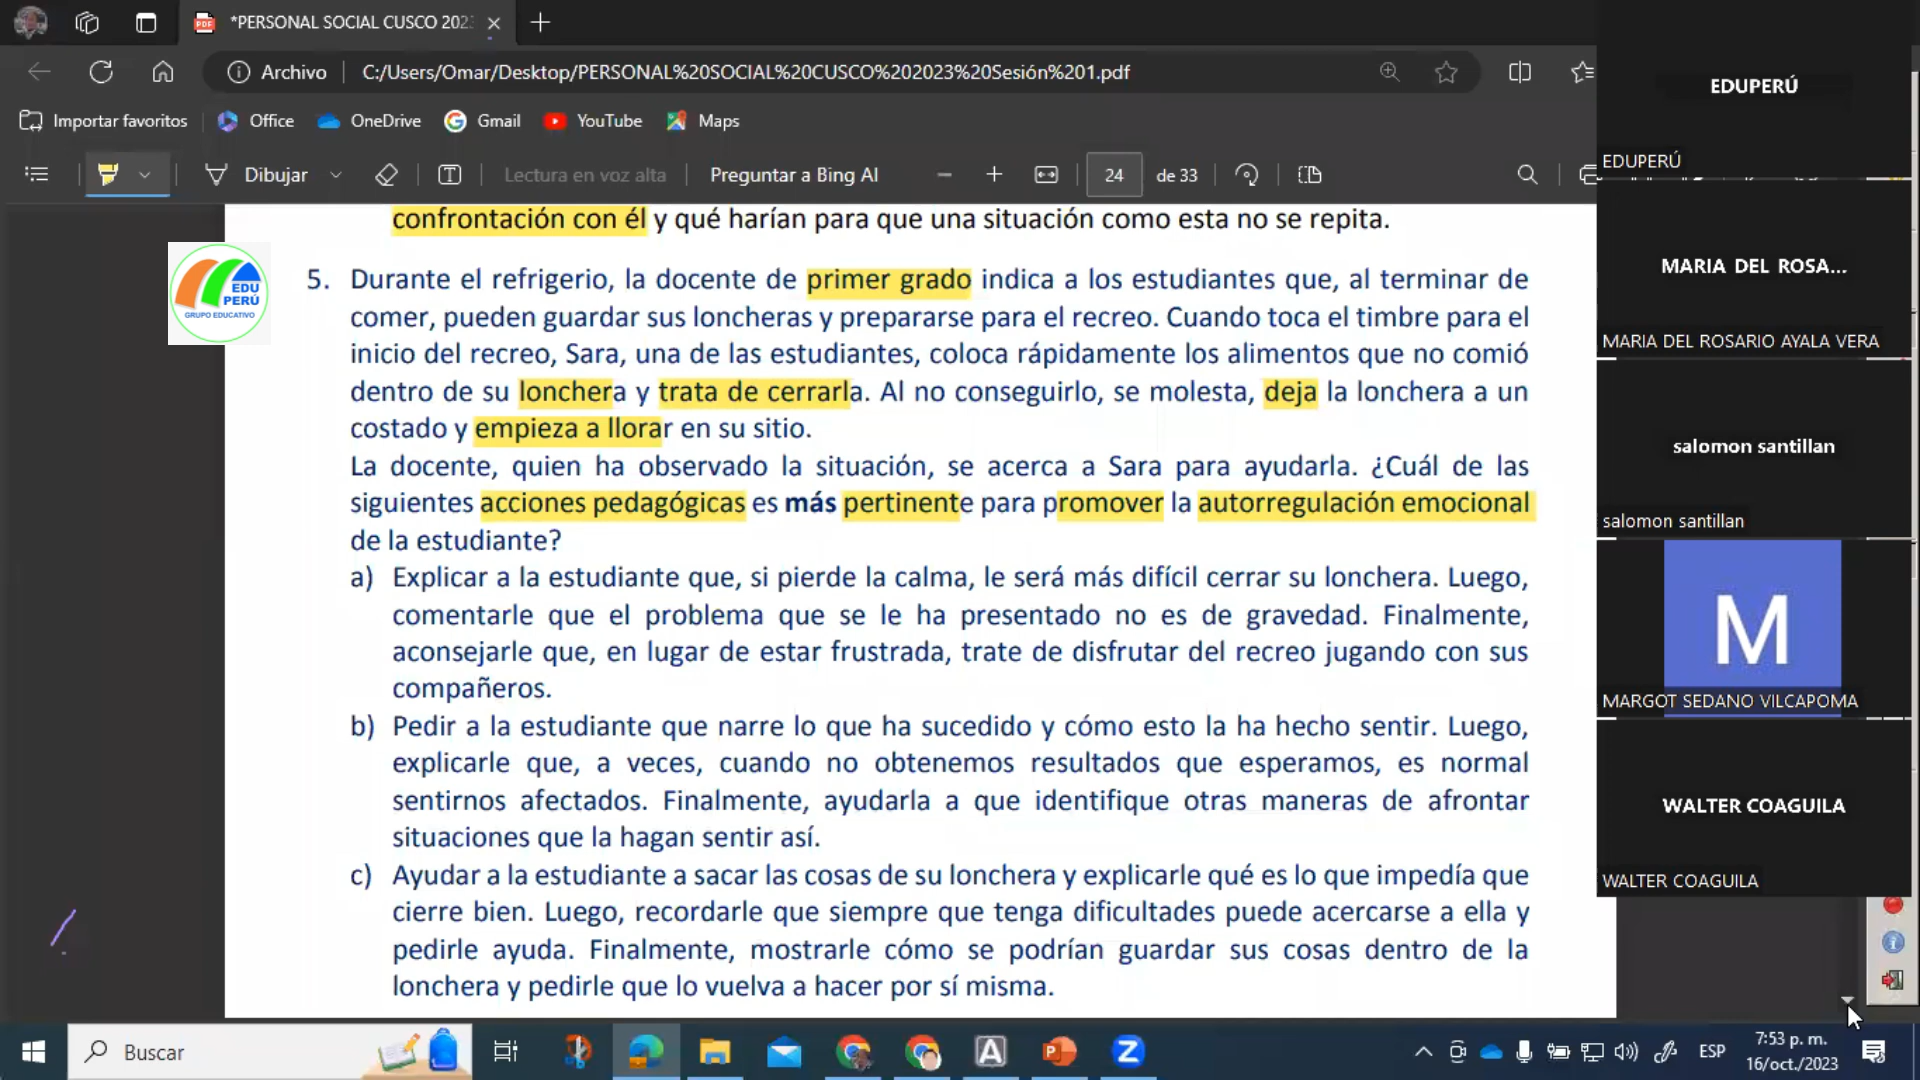 *PERSONAL SOCIAL CUSCO 202
Archivo
C:/Users/Omar/Desktop/PERSONAL%20SOCIAL%20CUSCO%202023%20Sesión%201.pdf
Importar favoritos Office OneDrive Gmail YouTube Maps
Dibujar Lectura en voz alta Preguntar a Bing AI 24 de 33
confrontación con él y qué harían para que una situación como esta no se repita.
EDU
PERÚ
GRUPO EDUCATIVO
5. Durante el refrigerio, la docente de primer grado indica a los estudiantes que, al terminar de
comer, pueden guardar sus loncheras y prepararse para el recreo. Cuando toca el timbre para el
inicio del recreo, Sara, una de las estudiantes, coloca rápidamente los alimentos que no comió
dentro de su lonchera y trata de cerrarla. Al no conseguirlo, se molesta, deja la lonchera a un
costado y empieza a llorar en su sitio.
La docente, quien ha observado la situación, se acerca a Sara para ayudarla. ¿Cuál de las
siguientes acciones pedagógicas es más pertinente para promover la autorregulación emocional
de la estudiante?
a) Explicar a la estudiante que, si pierde la calma, le será más difícil cerrar su lonchera. Luego,
comentarle que el problema que se le ha presentado no es de gravedad. Finalmente,
aconsejarle que, en lugar de estar frustrada, trate de disfrutar del recreo jugando con sus
compañeros.
b) Pedir a la estudiante que narre lo que ha sucedido y cómo esto la ha hecho sentir. Luego,
explicarle que, a veces, cuando no obtenemos resultados que esperamos, es normal
sentirnos afectados. Finalmente, ayudarla a que identifique otras maneras de afrontar
situaciones que la hagan sentir así.
c) Ayudar a la estudiante a sacar las cosas de su lonchera y explicarle qué es lo que impedía que
cierre bien. Luego, recordarle que siempre que tenga dificultades puede acercarse a ella y
pedirle ayuda. Finalmente, mostrarle cómo se podrían guardar sus cosas dentro de la
lonchera y pedirle que lo vuelva a hacer por sí misma.
EDUPERÚ
EDUPERÚ
MARIA DEL ROSA...
MARIA DEL ROSARIO AYALA VERA
salomon santillan
salomon santillan
M
MARGOT SEDANO VILCAPOMA
WALTER COAGUILA
WALTER COAGUILA
Buscar
ESP
7:53 p. m.
16/oct./2023